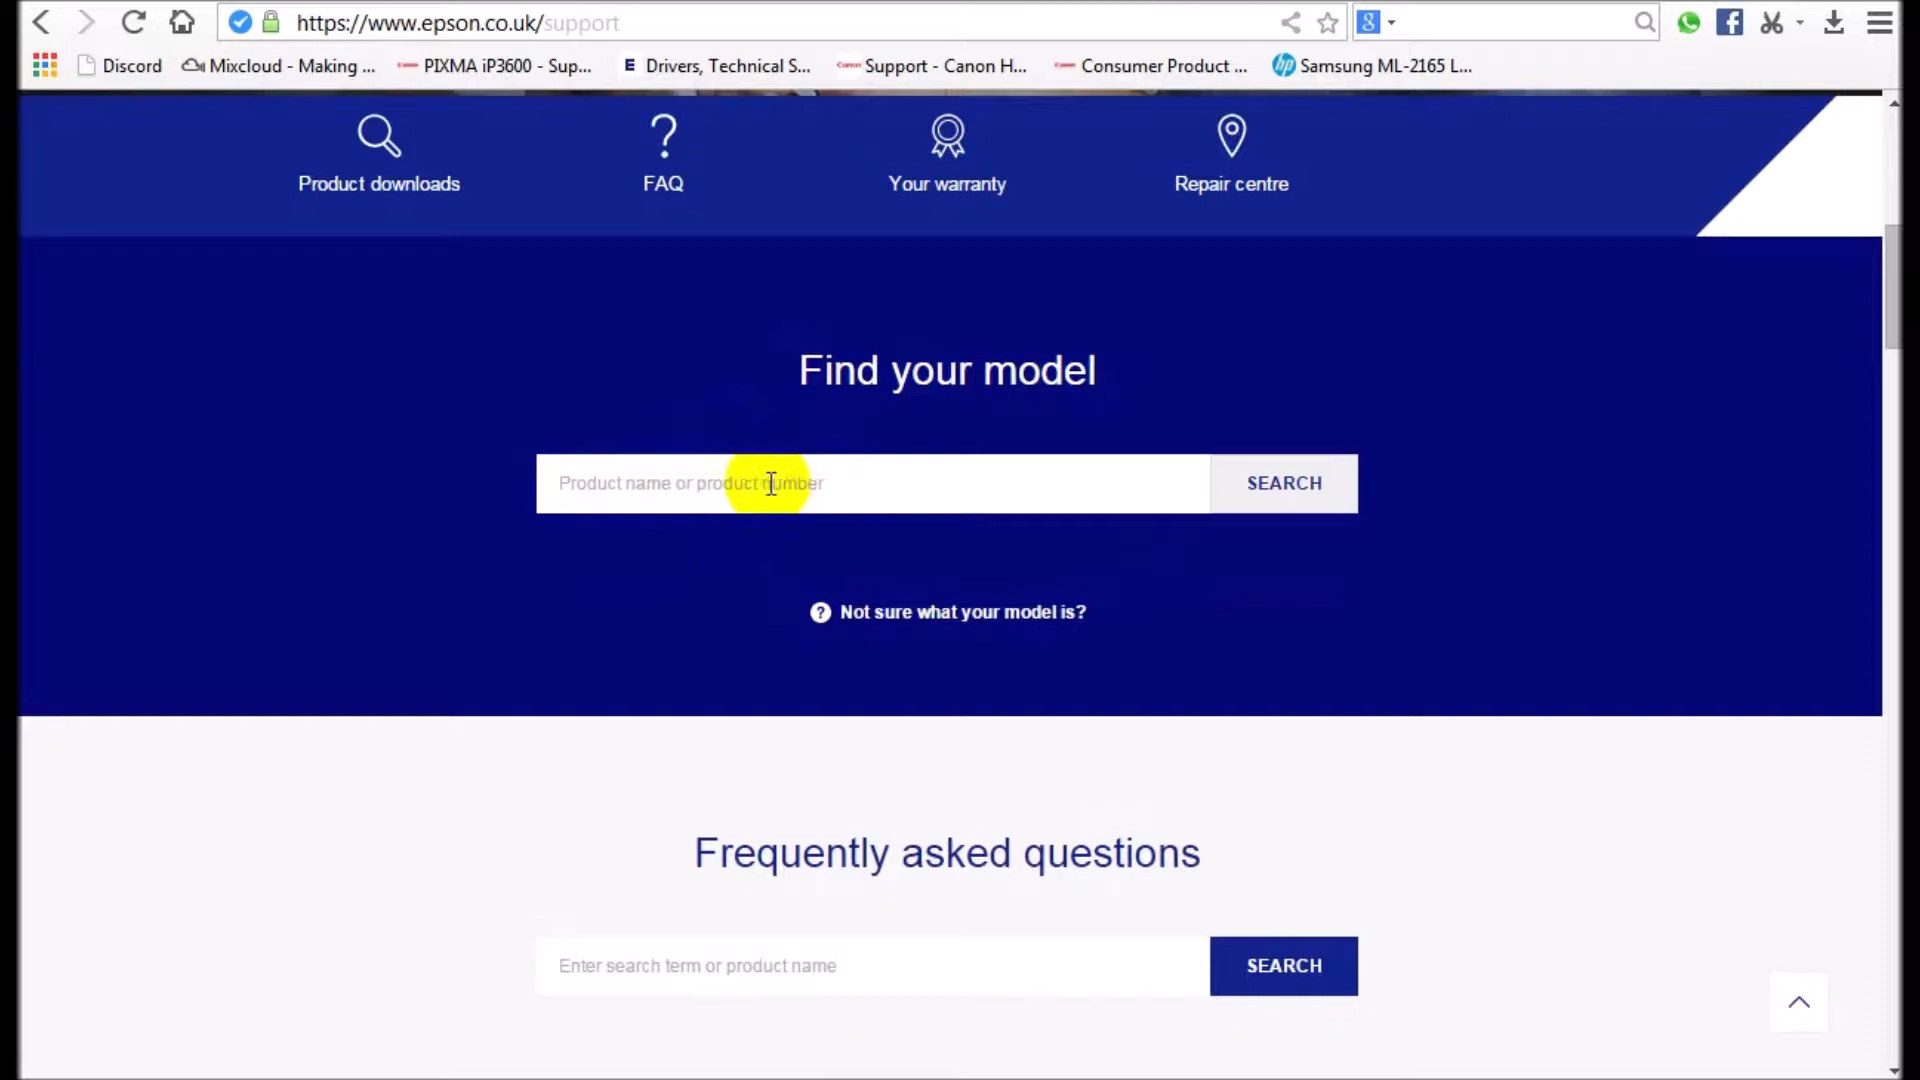 https://www.epson.co.uk/support
Discord
Mixcloud - Making ...
PIXMA iP3600 - Sup...
E Drivers, Technical S...
Canon Support - Canon H...
Consumer Product ...
hp Samsung ML-2165 L...
Product downloads
FAQ
Your warranty
Repair centre
Find your model
Product name or product number
SEARCH
? Not sure what your model is?
Frequently asked questions
Enter search term or product name
SEARCH